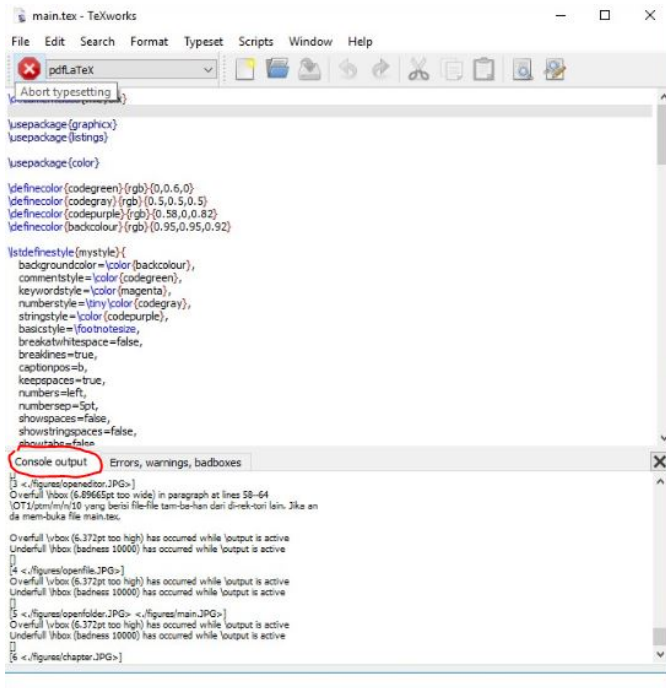 main.tex - TeXworks
File Edit Search Format Typeset Scripts Window Help
pdfLaTeX
Abort typesetting
\usepackage{graphicx}
\usepackage{listings}
\usepackage{color}
\definecolor{codegreen}{rgb}{0,0.6,0}
\definecolor{codegray}{rgb}{0.5,0.5,0.5}
\definecolor{codepurple}{rgb}{0.58,0,0.82}
\definecolor{backcolour}{rgb}{0.95,0.95,0.92}
\lstdefinestyle{mystyle}{
backgroundcolor=\color{backcolour},
commentstyle=\color{codegreen},
keywordstyle=\color{magenta},
numberstyle=\tiny\color{codegray},
stringstyle=\color{codepurple},
basicstyle=\footnotesize,
breakatwhitespace=false,
breaklines=true,
captionpos=b,
keepspaces=true,
numbers=left,
numbersep=5pt,
showspaces=false,
showstringspaces=false,
showtabs=false
Console output Errors, warnings, badboxes
[]
[3 <./figures/openeditor.JPG>]
Overfull \hbox (6.89665pt too wide) in paragraph at lines 58--64
\OT1/ptm/m/n/10 yang berisi file-file tam-ba-han dari di-rek-tori lain. Jika an
da mem-buka file main.tex.
Overfull \vbox (6.372pt too high) has occurred while \output is active
Underfull \hbox (badness 10000) has occurred while \output is active
[]
[4 <./figures/openfile.JPG>]
Overfull \vbox (6.372pt too high) has occurred while \output is active
Underfull \hbox (badness 10000) has occurred while \output is active
[]
[5 <./figures/openfolder.JPG> <./figures/main.JPG>]
Overfull \vbox (6.372pt too high) has occurred while \output is active
Underfull \hbox (badness 10000) has occurred while \output is active
[]
[6 <./figures/chapter.JPG>]